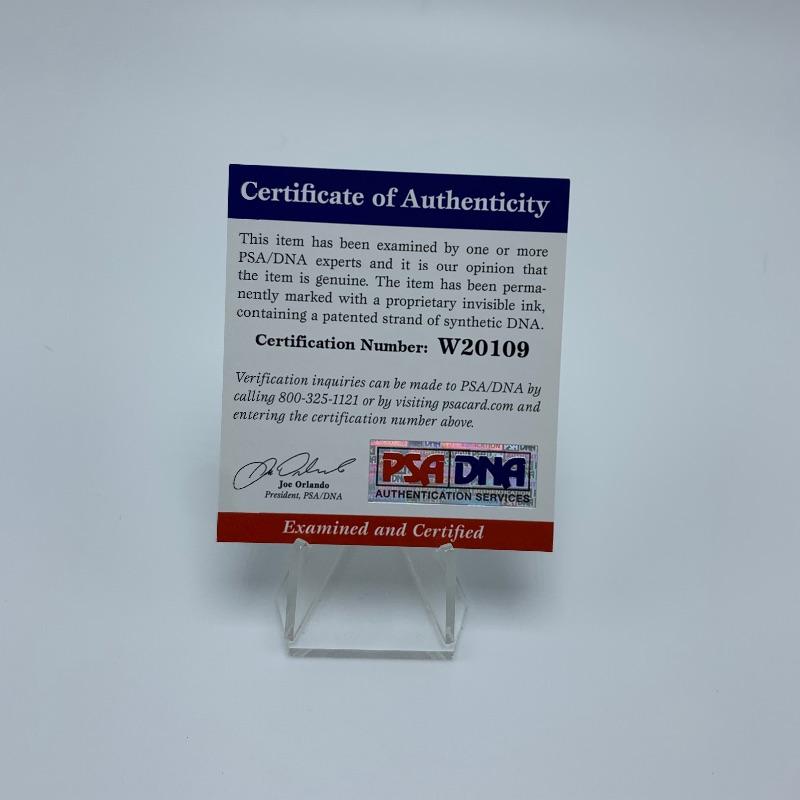 Certificate of Authenticity
This item has been examined by one or more
PSA/DNA experts and it is our opinion that
the item is genuine. The item has been perma-
nently marked with a proprietary invisible ink,
containing a patented strand of synthetic DNA.
Certification Number: W20109
Verification inquiries can be made to PSA/DNA by
calling 800-325-1121 or by visiting psacard.com and
entering the certification number above.
Joe Orlando
President, PSA/DNA
PSA DNA
AUTHENTICATION SERVICES
Examined and Certified